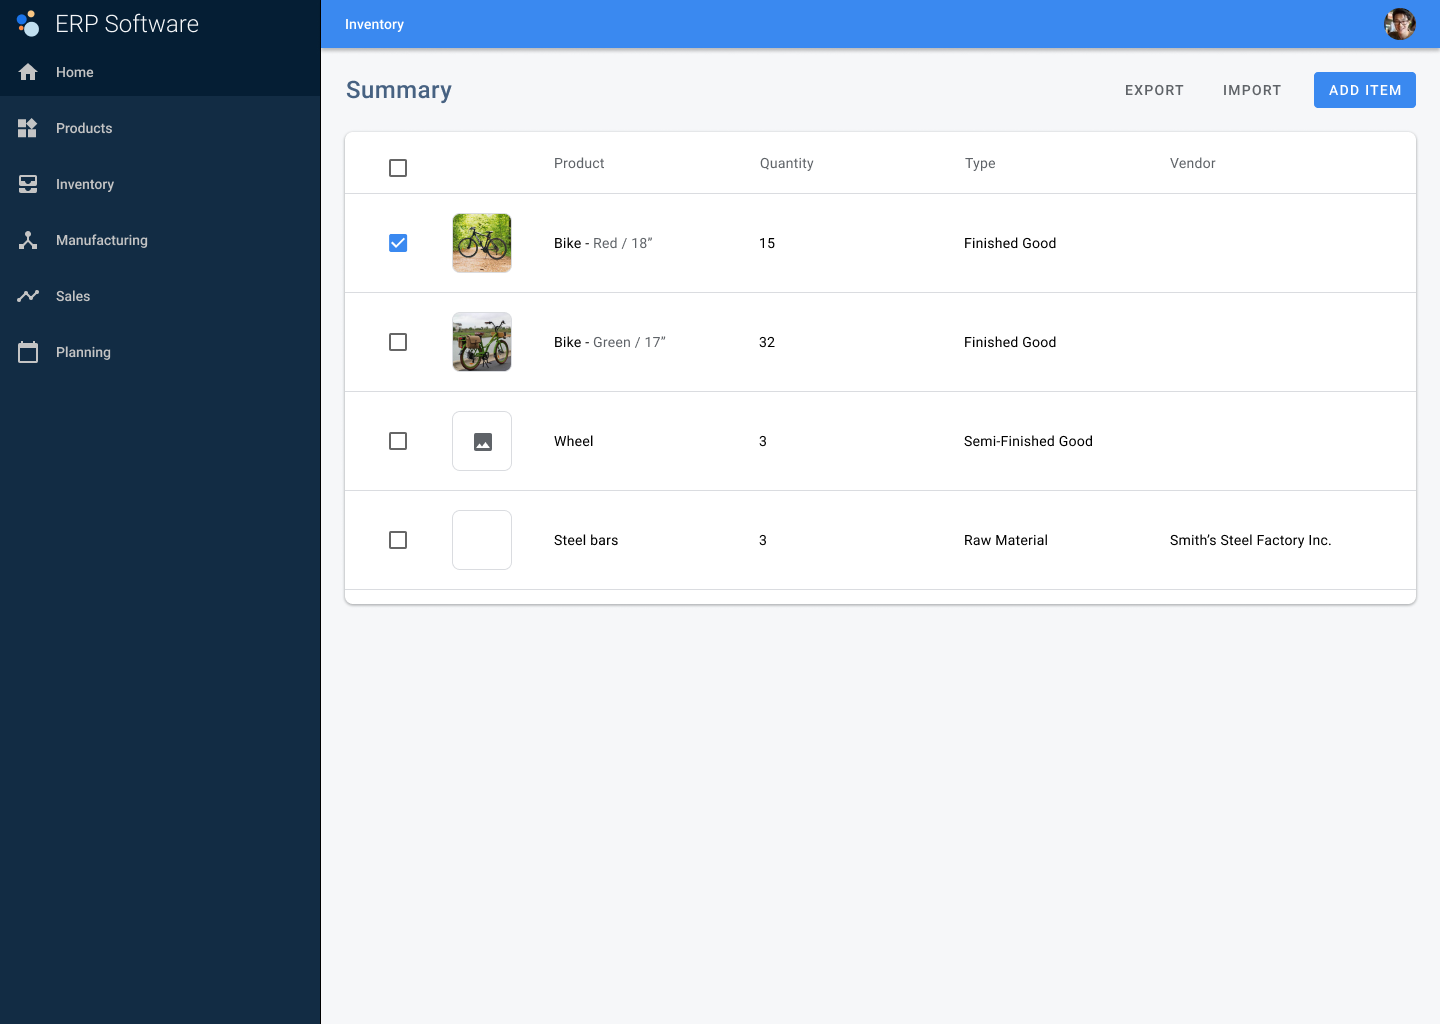 ERP Software
Home
Products
Inventory
Manufacturing
Sales
Planning
Inventory
Summary
EXPORT IMPORT ADD ITEM
Product Quantity Type Vendor
Bike - Red / 18” 15 Finished Good
Bike - Green / 17” 32 Finished Good
Wheel 3 Semi-Finished Good
Steel bars 3 Raw Material Smith’s Steel Factory Inc.